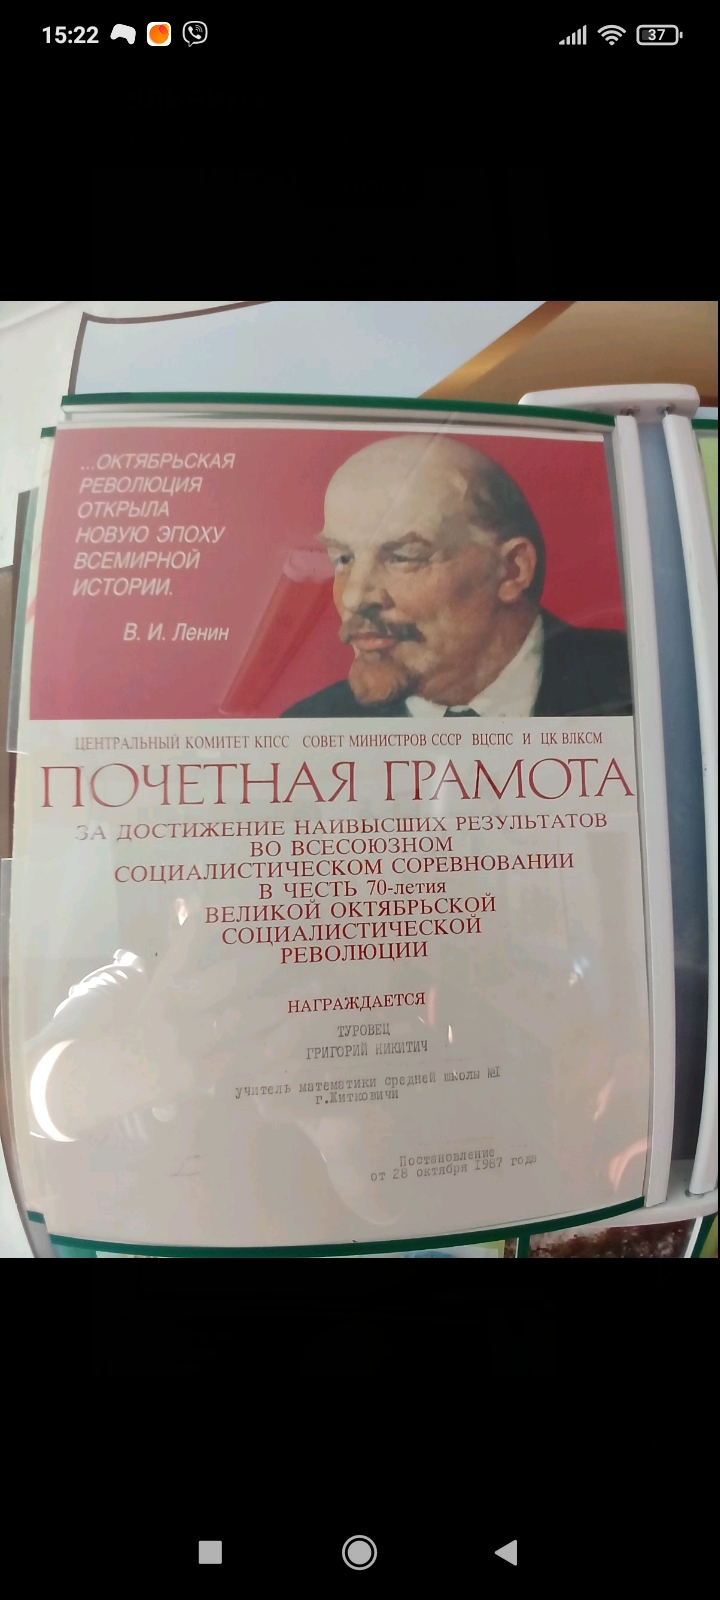 15:22
37
...ОКТЯБРЬСКАЯ
РЕВОЛЮЦИЯ
ОТКРЫЛА
НОВУЮ ЭПОХУ
ВСЕМИРНОЙ
ИСТОРИИ.
В. И. Ленин
ЦЕНТРАЛЬНЫЙ КОМИТЕТ КПСС СОВЕТ МИНИСТРОВ СССР ВЦСПС И ЦК ВЛКСМ
ПОЧЕТНАЯ ГРАМОТА
ЗА ДОСТИЖЕНИЕ НАИВЫСШИХ РЕЗУЛЬТАТОВ
ВО ВСЕСОЮЗНОМ
СОЦИАЛИСТИЧЕСКОМ СОРЕВНОВАНИИ
В ЧЕСТЬ 70-летия
ВЕЛИКОЙ ОКТЯБРЬСКОЙ
СОЦИАЛИСТИЧЕСКОЙ
РЕВОЛЮЦИИ
НАГРАЖДАЕТСЯ
ТУРОВЕЦ
ГРИГОРИЙ НИКИТИЧ
учитель математики средней школы №I
г.Житковичи
Постановление
от 28 октября I987 года